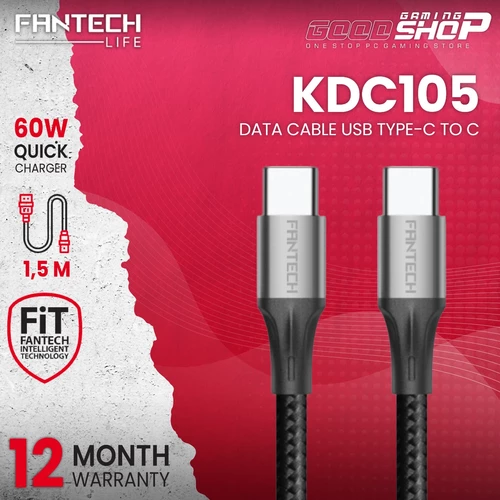 FANTECH
LIFE
GAMING
GOOD SHOP
ONE STOP PC GAMING STORE
KDC105
DATA CABLE USB TYPE-C TO C
60W
QUICK
CHARGER
1,5 M
FANTECH
FANTECH
FiT
FANTECH
INTELLIGENT
TECHNOLOGY
12 MONTH
WARRANTY